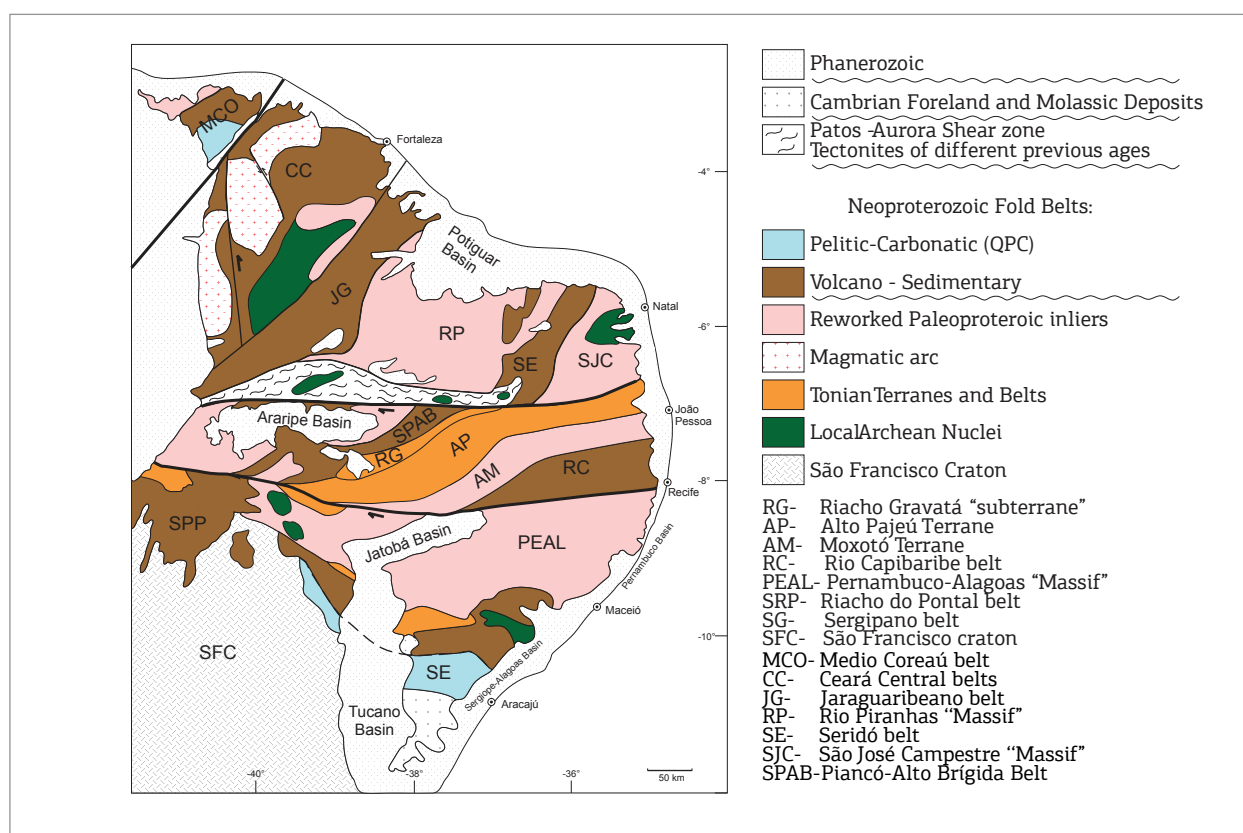 MCO
CC
Fortaleza
-4°
Potiguar
Basin
JG
Natal
RP
-6°
SE
SJC
Araripe Basin
SPAB
João
Pessoa
RG
AP
AM
RC
-8°
Recife
SPP
Jatobá Basin
PEAL
Pernambuco Basin
Maceió
-10°
SFC
SE
Sergiope-Alagoas Basin
Aracajú
Tucano
Basin
-40°
-38°
-36°
50 km
Phanerozoic
Cambrian Foreland and Molassic Deposits
Patos -Aurora Shear zone
Tectonites of different previous ages
Neoproterozoic Fold Belts:
Pelitic-Carbonatic (QPC)
Volcano - Sedimentary
Reworked Paleoproteroic inliers
Magmatic arc
Tonian Terranes and Belts
LocalArchean Nuclei
São Francisco Craton
RG- Riacho Gravatá “subterrane”
AP- Alto Pajeú Terrane
AM- Moxotó Terrane
RC- Rio Capibaribe belt
PEAL- Pernambuco-Alagoas “Massif”
SRP- Riacho do Pontal belt
SG- Sergipano belt
SFC- São Francisco craton
MCO- Medio Coreaú belt
CC- Ceará Central belts
JG- Jaraguaribeano belt
RP- Rio Piranhas “Massif”
SE- Seridó belt
SJC- São José Campestre “Massif”
SPAB-Piancó-Alto Brígida Belt